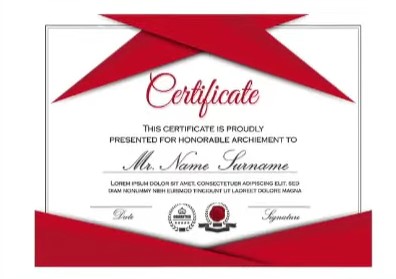 Certificate
THIS CERTIFICATE IS PROUDLY
PRESENTED FOR HONORABLE ARCHIEMENT TO
Mr. Name Surname
LOREM IPSUM DOLOR SIT AMET, CONSECTETUER ADIPISCING ELIT, SED
DIAM NONUMMY NIBH EUISMOD TINCIDUNT UT LAOREET DOLORE MAGNA
Date
Signature